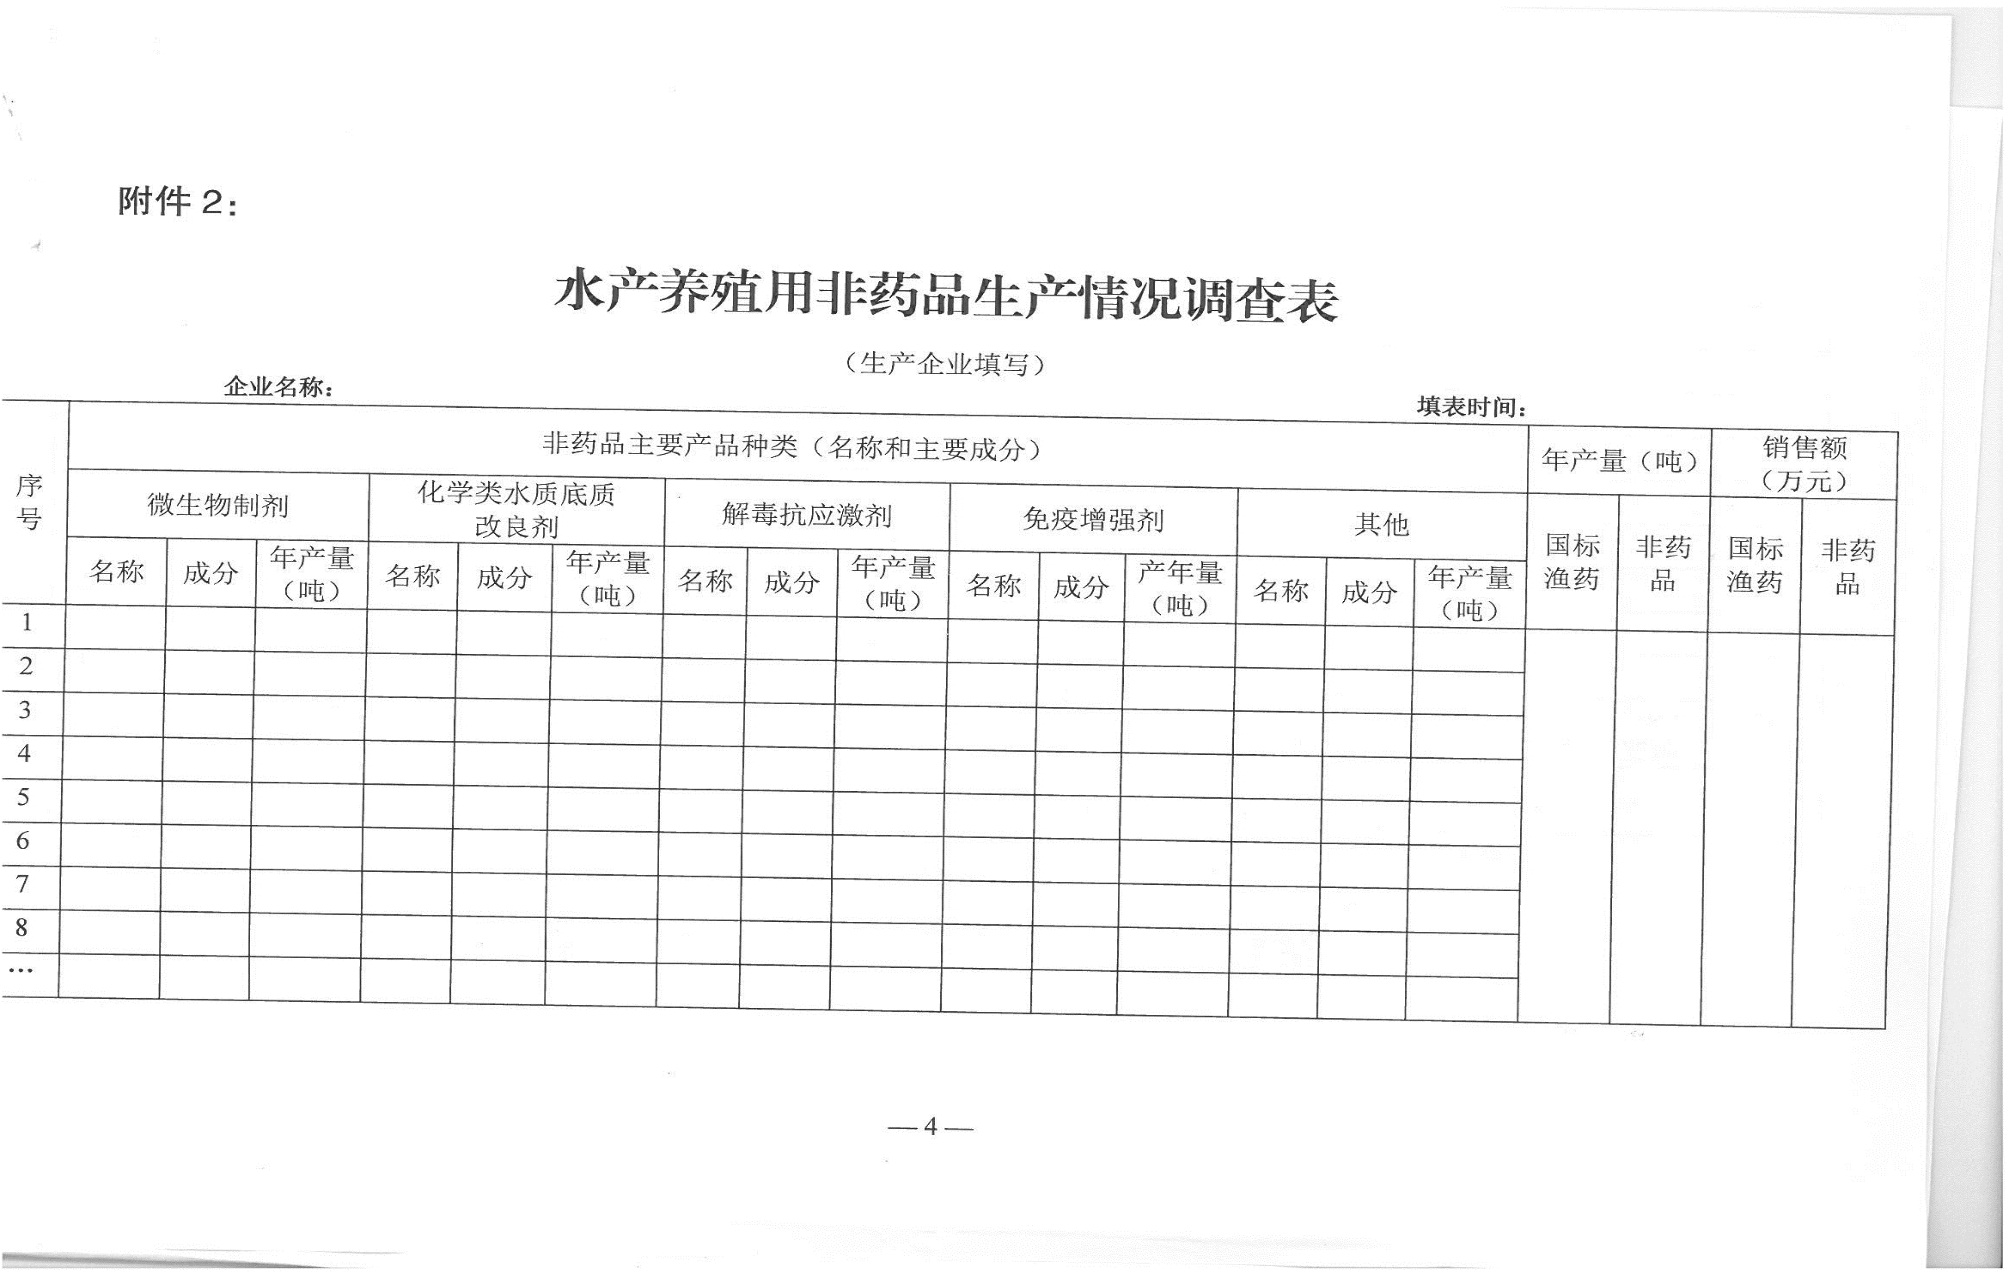 附件 2：
水产养殖用非药品生产情况调查表
（生产企业填写）
企业名称：
填表时间：
序号
非药品主要产品种类（名称和主要成分）
年产量（吨）
销售额
（万元）
微生物制剂
化学类水质底质
改良剂
解毒抗应激剂
免疫增强剂
其他
国标
渔药
非药
品
国标
渔药
非药
品
名称
成分
年产量
（吨）
名称
成分
年产量
（吨）
名称
成分
年产量
（吨）
名称
成分
产年量
（吨）
名称
成分
年产量
（吨）
1
2
3
4
5
6
7
8
…
— 4 —